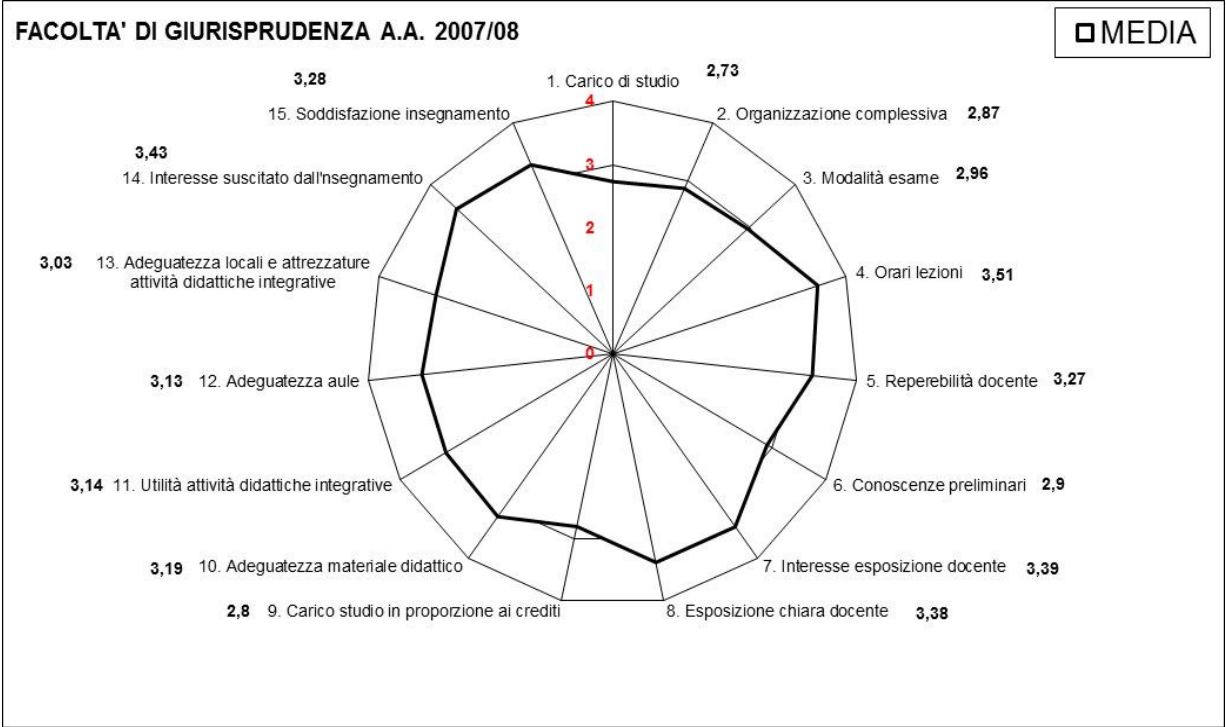 FACOLTA' DI GIURISPRUDENZA A.A. 2007/08
MEDIA
1. Carico di studio 2,73
2. Organizzazione complessiva 2,87
3. Modalità esame 2,96
4. Orari lezioni 3,51
5. Reperebilità docente 3,27
6. Conoscenze preliminari 2,9
7. Interesse esposizione docente 3,39
8. Esposizione chiara docente 3,38
2,8 9. Carico studio in proporzione ai crediti
3,19 10. Adeguatezza materiale didattico
3,14 11. Utilità attività didattiche integrative
3,13 12. Adeguatezza aule
3,03 13. Adeguatezza locali e attrezzature
attività didattiche integrative
3,43
14. Interesse suscitato dall'nsegnamento
3,28
15. Soddisfazione insegnamento
4
3
2
1
0